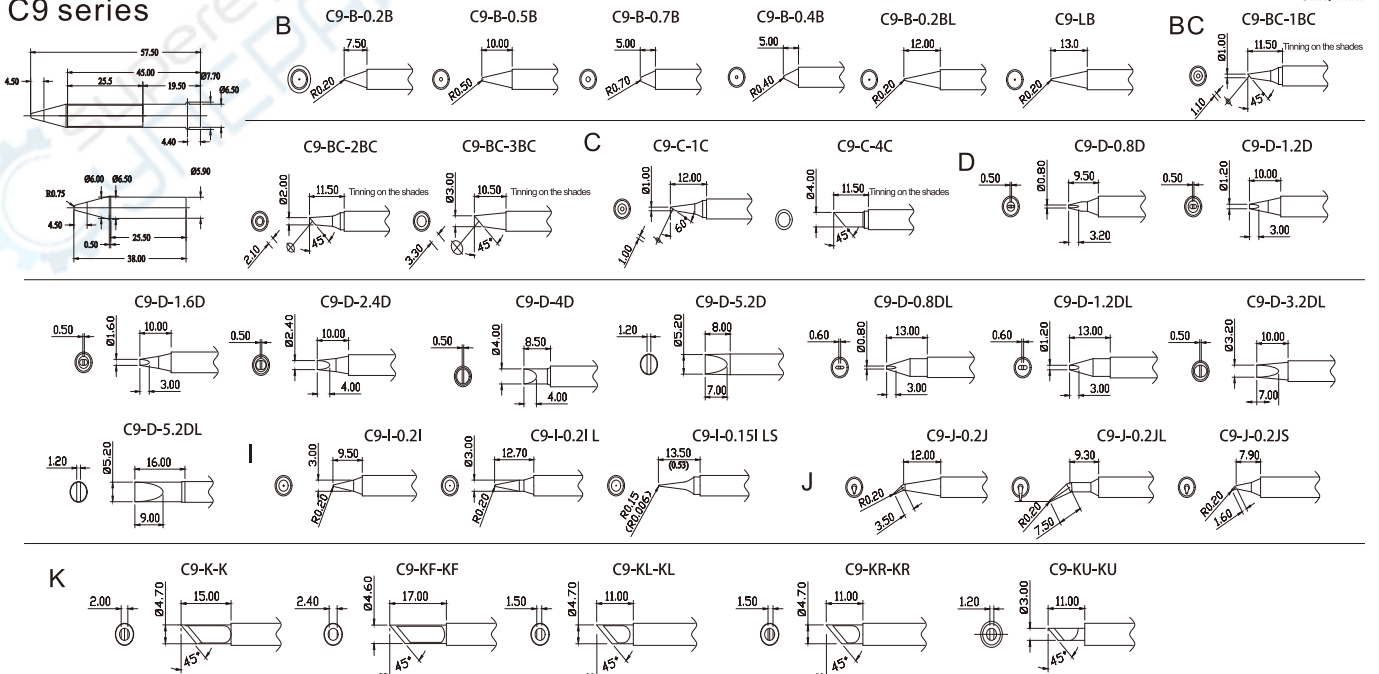 C9 series
57.50
4.50
45.00
25.5
19.50
Ø7.70
Ø6.50
4.40
R0.75
Ø6.00
Ø6.50
Ø5.90
4.50
0.50
25.50
38.00
B
C9-B-0.2B
7.50
R0.20
C9-B-0.5B
10.00
R0.50
C9-B-0.7B
5.00
R0.70
C9-B-0.4B
5.00
R0.40
C9-B-0.2BL
12.00
R0.20
C9-LB
13.0
R0.20
BC
C9-BC-1BC
Ø1.00
11.50
Tinning on the shades
1.10
45°
C9-BC-2BC
Ø2.00
11.50
Tinning on the shades
2.10
45°
C9-BC-3BC
Ø3.00
10.50
Tinning on the shades
3.30
45°
C
C9-C-1C
Ø1.00
12.00
1.00
60°
C9-C-4C
Ø4.00
11.50
Tinning on the shades
45°
D
C9-D-0.8D
0.50
Ø0.80
9.50
3.20
C9-D-1.2D
0.50
Ø1.20
10.00
3.00
C9-D-1.6D
0.50
Ø1.60
10.00
3.00
C9-D-2.4D
0.50
Ø2.40
10.00
4.00
C9-D-4D
0.50
Ø4.00
8.50
4.00
C9-D-5.2D
1.20
Ø5.20
8.00
7.00
C9-D-0.8DL
0.60
Ø0.80
13.00
3.00
C9-D-1.2DL
0.60
Ø1.20
13.00
3.00
C9-D-3.2DL
0.50
Ø3.20
10.00
7.00
C9-D-5.2DL
1.20
Ø5.20
16.00
9.00
I
C9-I-0.2I
3.00
9.50
R0.20
C9-I-0.2I L
Ø3.00
12.70
R0.20
C9-I-0.15I LS
13.50
(0.53)
R0.15
(R0.006)
J
C9-J-0.2J
12.00
R0.20
3.50
C9-J-0.2JL
9.30
R0.20
7.50
C9-J-0.2JS
7.90
R0.20
1.60
K
C9-K-K
2.00
Ø4.70
15.00
45°
C9-KF-KF
2.40
Ø4.60
17.00
45°
C9-KL-KL
1.50
Ø4.70
11.00
45°
C9-KR-KR
1.50
Ø4.70
11.00
45°
C9-KU-KU
1.20
Ø3.00
11.00
45°